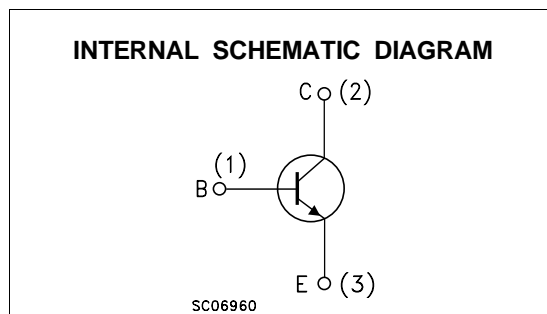 INTERNAL SCHEMATIC DIAGRAM
C (2)
(1)
B
E (3)
SC06960